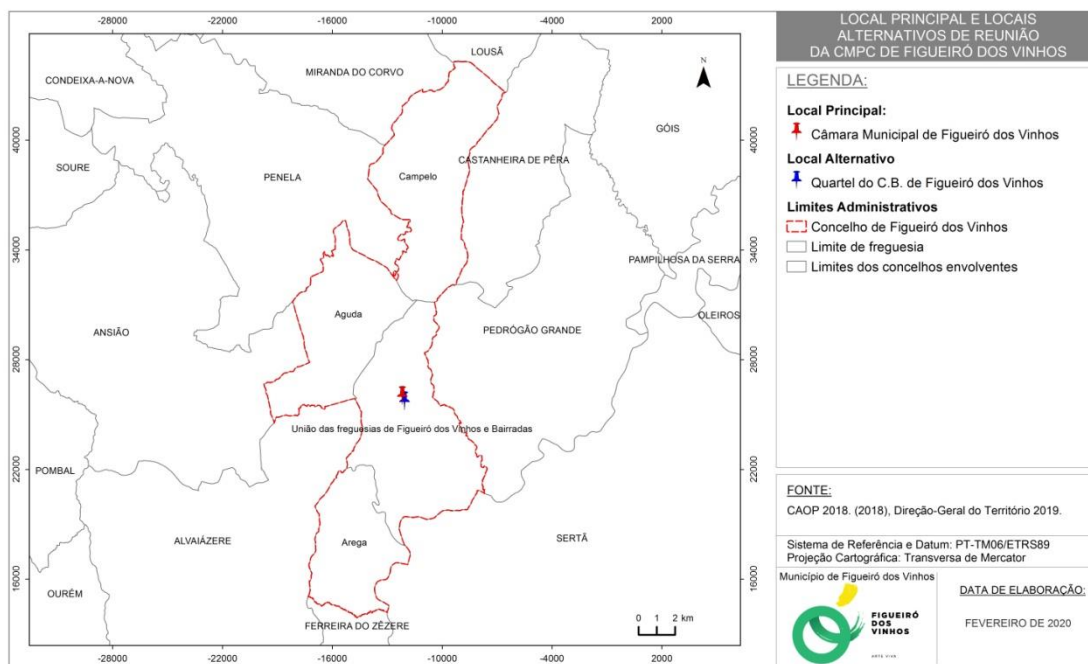 -28000 -22000 -16000 -10000 -4000 2000
LOUSÃ
MIRANDA DO CORVO
CONDEIXA-A-NOVA
N
GÓIS
40000 40000
CASTANHEIRA DE PÊRA
SOURE
PENELA
Campelo
34000 34000
PAMPILHOSA DA SERRA
OLEIROS
Aguda
ANSIÃO
PEDRÓGÃO GRANDE
28000 28000
União das freguesias de Figueiró dos Vinhos e Bairradas
22000 22000
POMBAL
ALVAIÁZERE
Arega
SERTÃ
16000 16000
OURÉM
FERREIRA DO ZÊZERE
0 1 2 km
-28000 -22000 -16000 -10000 -4000 2000
LOCAL PRINCIPAL E LOCAIS
ALTERNATIVOS DE REUNIÃO
DA CMPC DE FIGUEIRÓ DOS VINHOS
LEGENDA:
Local Principal:
Câmara Municipal de Figueiró dos Vinhos
Local Alternativo
Quartel do C.B. de Figueiró dos Vinhos
Limites Administrativos
Concelho de Figueiró dos Vinhos
Limite de freguesia
Limites dos concelhos envolventes
FONTE:
CAOP 2018. (2018), Direção-Geral do Território 2019.
Sistema de Referência e Datum: PT-TM06/ETRS89
Projeção Cartográfica: Transversa de Mercator
Município de Figueiró dos Vinhos
FIGUEIRÓ
DOS
VINHOS
ARTE VIVA
DATA DE ELABORAÇÃO:
FEVEREIRO DE 2020